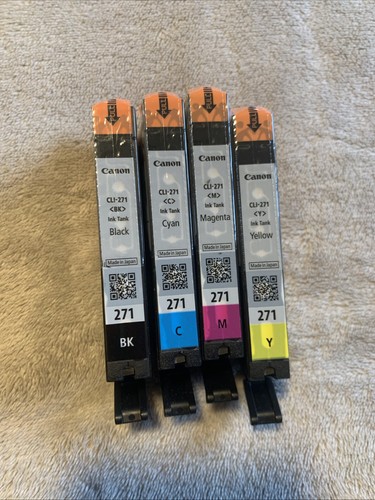 Canon
CLI-271
<BK>
Ink Tank
Black
Made in Japan
271
BK
Canon
CLI-271
<C>
Ink Tank
Cyan
Made in Japan
271
C
Canon
CLI-271
<M>
Ink Tank
Magenta
Made in Japan
271
M
Canon
CLI-271
<Y>
Ink Tank
Yellow
Made in Japan
271
Y